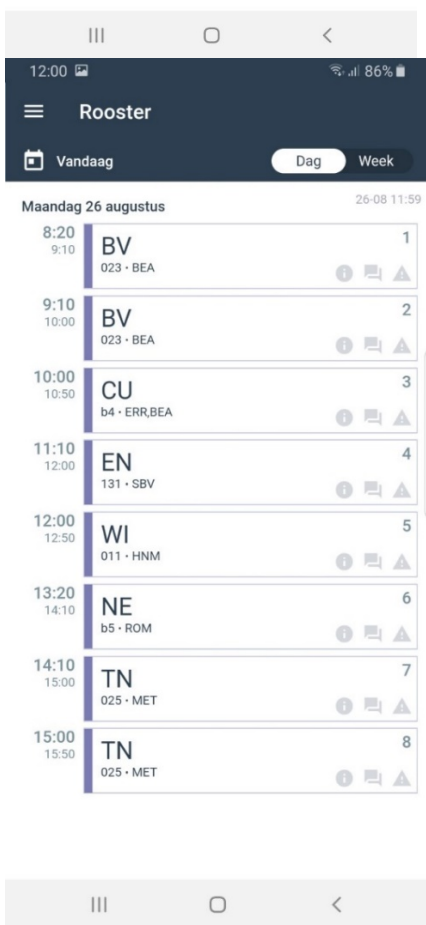 12:00 86%
Rooster
Vandaag Dag Week
Maandag 26 augustus 26-08 11:59
8:20 BV 1
9:10
023 · BEA
9:10 BV 2
10:00
023 · BEA
10:00 CU 3
10:50
b4 · ERR,BEA
11:10 EN 4
12:00
131 · SBV
12:00 WI 5
12:50
011 · HNM
13:20 NE 6
14:10
b5 · ROM
14:10 TN 7
15:00
025 · MET
15:00 TN 8
15:50
025 · MET